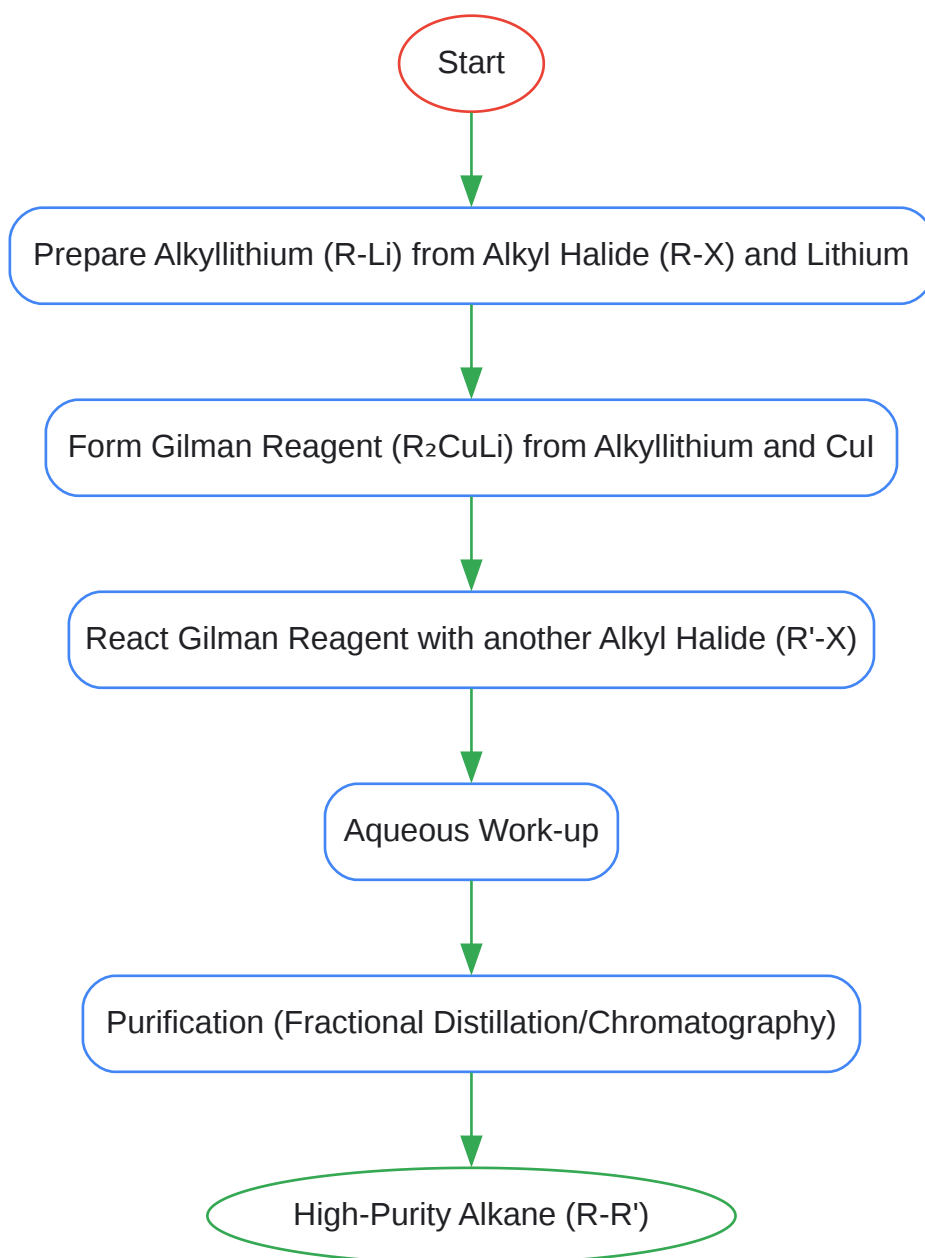 Start
Prepare Alkyllithium (R-Li) from Alkyl Halide (R-X) and Lithium
Form Gilman Reagent (R₂CuLi) from Alkyllithium and CuI
React Gilman Reagent with another Alkyl Halide (R'-X)
Aqueous Work-up
Purification (Fractional Distillation/Chromatography)
High-Purity Alkane (R-R')